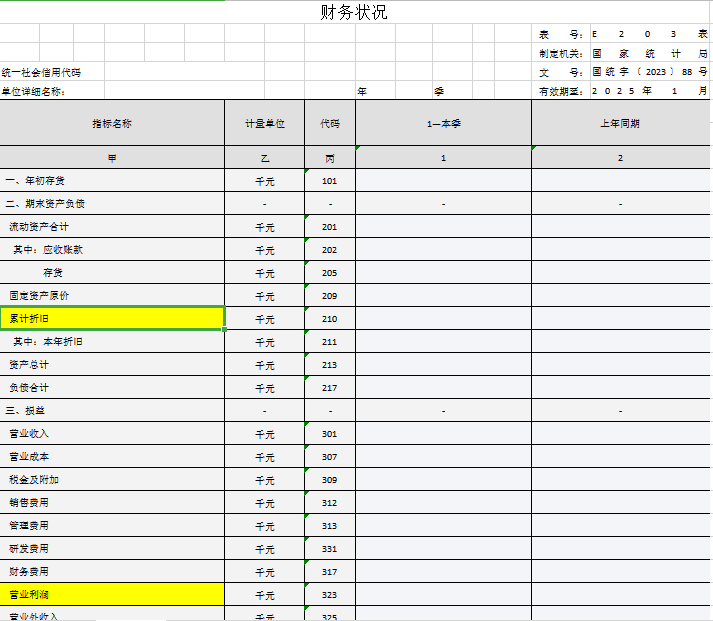 财务状况
表 号： E 2 0 3 表
制定机关： 国 家 统 计 局
统一社会信用代码 文 号： 国 统 字 〔 2023 〕 88 号
单位详细名称： 年 季 有效期至： 2 0 2 5 年 1 月
指标名称 计量单位 代码 1—本季 上年同期
甲 乙 丙 1 2
一、年初存货 千元 101
二、期末资产负债 - - - -
流动资产合计 千元 201
其中：应收账款 千元 202
存货 千元 205
固定资产原价 千元 209
累计折旧 千元 210
其中：本年折旧 千元 211
资产总计 千元 213
负债合计 千元 217
三、损益 - - - -
营业收入 千元 301
营业成本 千元 307
税金及附加 千元 309
销售费用 千元 312
管理费用 千元 313
研发费用 千元 331
财务费用 千元 317
营业利润 千元 323
营业外收入 千元 325